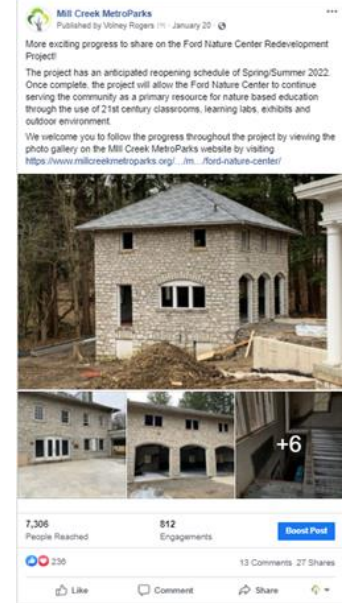 Mill Creek MetroParks
Published by Volney Rogers · January 20 ·
More exciting progress to share on the Ford Nature Center Redevelopment
Project!
The project has an anticipated reopening schedule of Spring/Summer 2022.
Once complete, the project will allow the Ford Nature Center to continue
serving the community as a primary resource for nature based education
through the use of 21st century classrooms, learning labs, exhibits and
outdoor environment.
We welcome you to follow the progress throughout the project by viewing the
photo gallery on the Mill Creek MetroParks website by visiting
https://www.millcreekmetroparks.org/.../m.../ford-nature-center/
+6
7,306
People Reached
812
Engagements
Boost Post
236
13 Comments 27 Shares
Like
Comment
Share